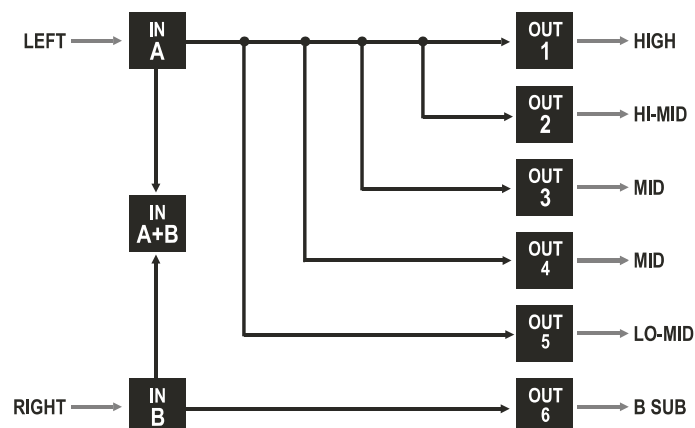 LEFT
IN
A
OUT
1
HIGH
OUT
2
HI-MID
OUT
3
MID
IN
A+B
OUT
4
MID
OUT
5
LO-MID
RIGHT
IN
B
OUT
6
B SUB